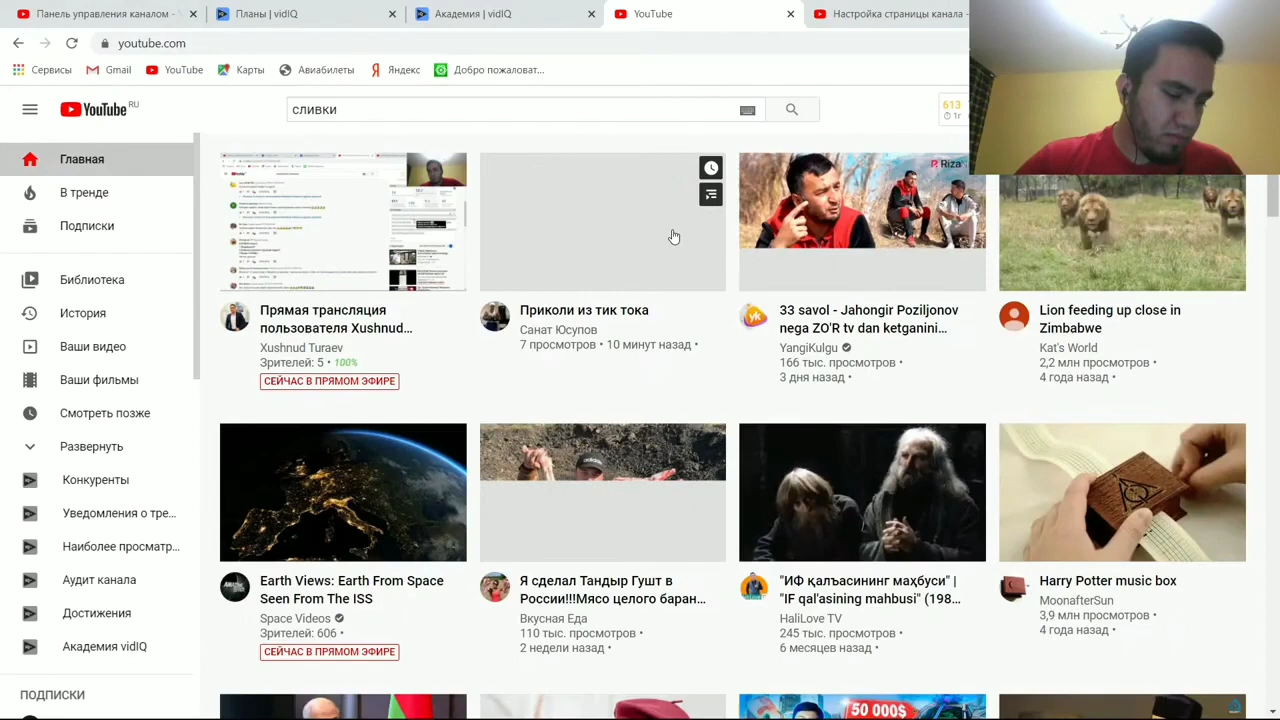 Панель управления каналом -
Планы | vidIQ
Академия | vidIQ
YouTube
Настройка страницы канала -
youtube.com
Сервисы
Gmail
YouTube
Карты
Авиабилеты
Яндекс
Добро пожаловат...
YouTube RU
сливки
613
1г
Главная
В тренде
Подписки
Библиотека
История
Ваши видео
Ваши фильмы
Смотреть позже
Развернуть
Конкуренты
Уведомления о тре...
Наиболее просматр...
Аудит канала
Достижения
Академия vidIQ
ПОДПИСКИ
Прямая трансляция
пользователя Xushnud...
Xushnud Turaev
Зрителей: 5 • 100%
СЕЙЧАС В ПРЯМОМ ЭФИРЕ
Приколи из тик тока
Санат Юсупов
7 просмотров • 10 минут назад •
Riza
33 savol - Jahongir Poziljonov
nega ZO'R tv dan ketganini...
YangiKulgu
166 тыс. просмотров •
3 дня назад •
Lion feeding up close in
Zimbabwe
Kat's World
2,2 млн просмотров •
4 года назад •
Earth Views: Earth From Space
Seen From The ISS
Space Videos
Зрителей: 606 •
СЕЙЧАС В ПРЯМОМ ЭФИРЕ
Я сделал Тандыр Гушт в
России!!!Мясо целого баран...
Вкусная Еда
110 тыс. просмотров •
2 недели назад •
"ИФ қалъасининг маҳбуси" |
"IF qal'asining mahbusi" (198...
HaliLove TV
245 тыс. просмотров •
6 месяцев назад •
Harry Potter music box
MoonafterSun
3,9 млн просмотров •
4 года назад •
50 000$